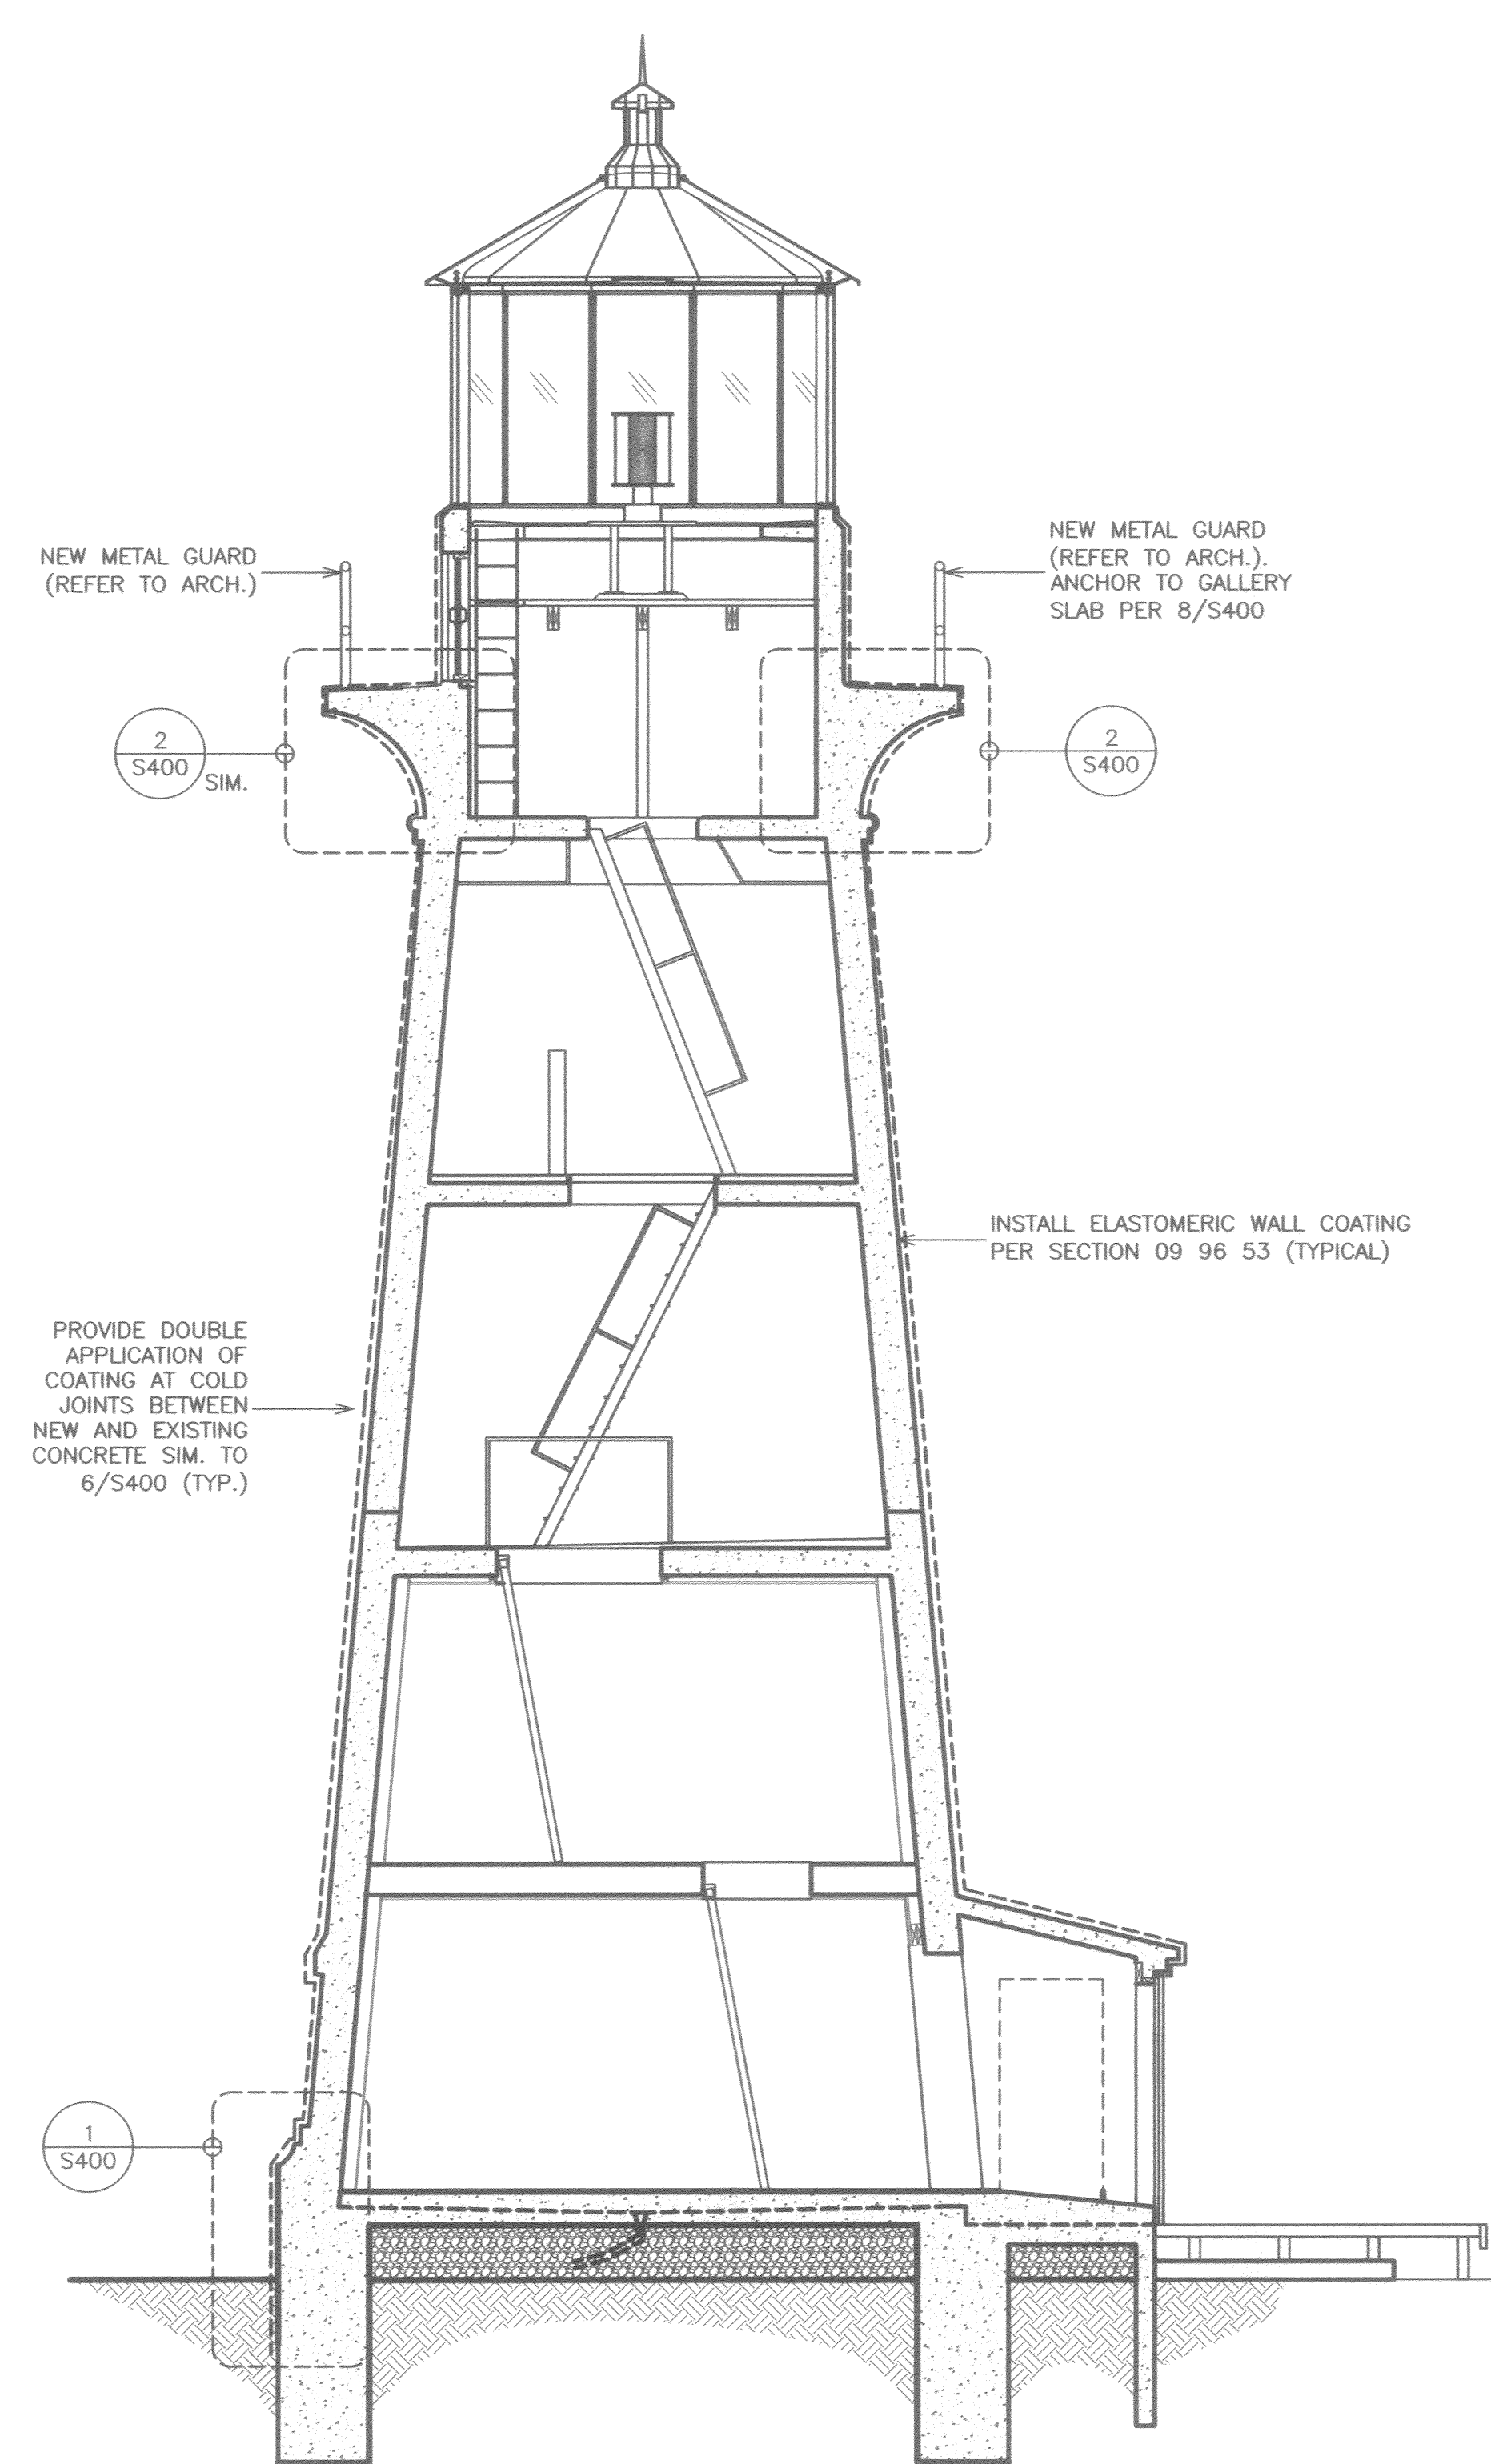 NEW METAL GUARD
(REFER TO ARCH.)
NEW METAL GUARD
(REFER TO ARCH.).
ANCHOR TO GALLERY
SLAB PER 8/S400
2
S400
SIM.
2
S400
INSTALL ELASTOMERIC WALL COATING
PER SECTION 09 96 53 (TYPICAL)
PROVIDE DOUBLE
APPLICATION OF
COATING AT COLD
JOINTS BETWEEN
NEW AND EXISTING
CONCRETE SIM. TO
6/S400 (TYP.)
1
S400